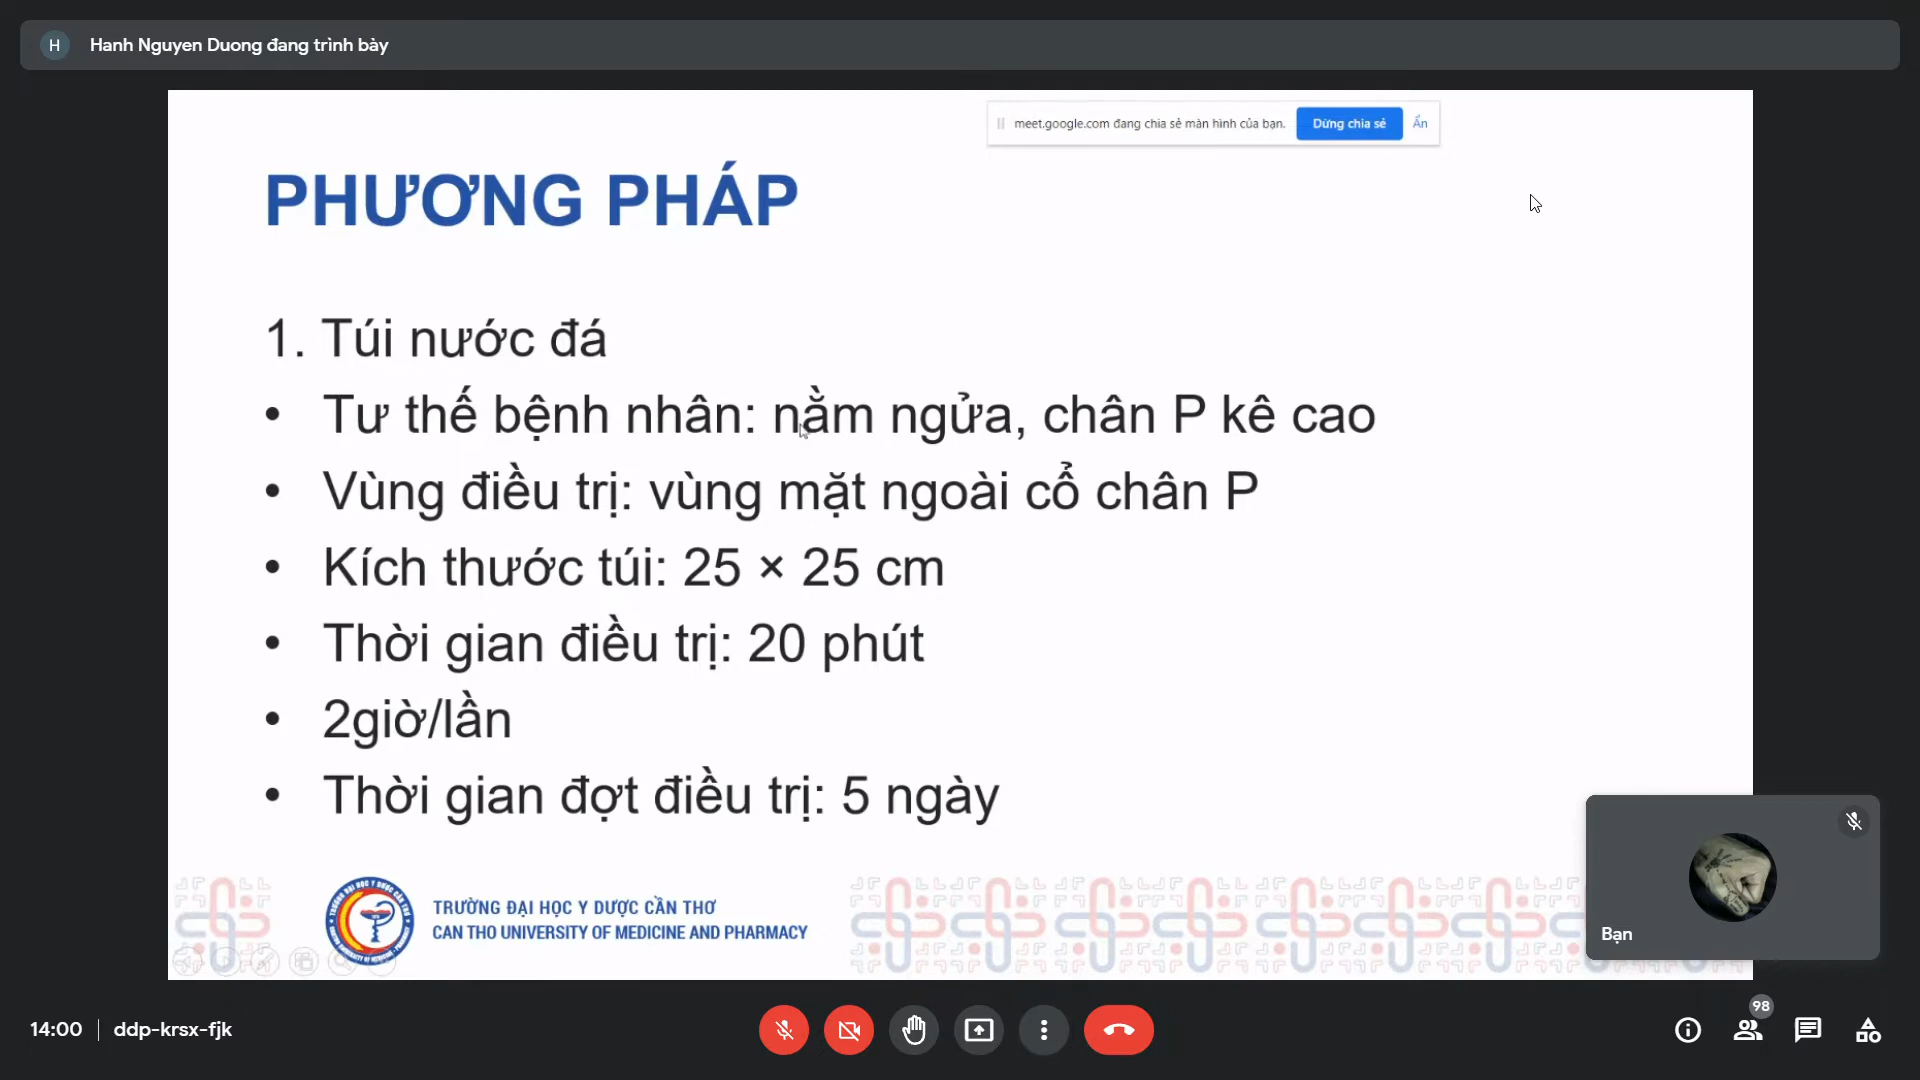 H
Hanh Nguyen Duong đang trình bày
meet.google.com đang chia sẻ màn hình của bạn.
Dừng chia sẻ
Ẩn
PHƯƠNG PHÁP
1. Túi nước đá
• Tư thế bệnh nhân: nằm ngửa, chân P kê cao
• Vùng điều trị: vùng mặt ngoài cổ chân P
• Kích thước túi: 25 × 25 cm
• Thời gian điều trị: 20 phút
• 2giờ/lần
• Thời gian đợt điều trị: 5 ngày
TRƯỜNG ĐẠI HỌC Y DƯỢC CẦN THƠ
CAN THO UNIVERSITY OF MEDICINE AND PHARMACY
Bạn
14:00
ddp-krsx-fjk
98